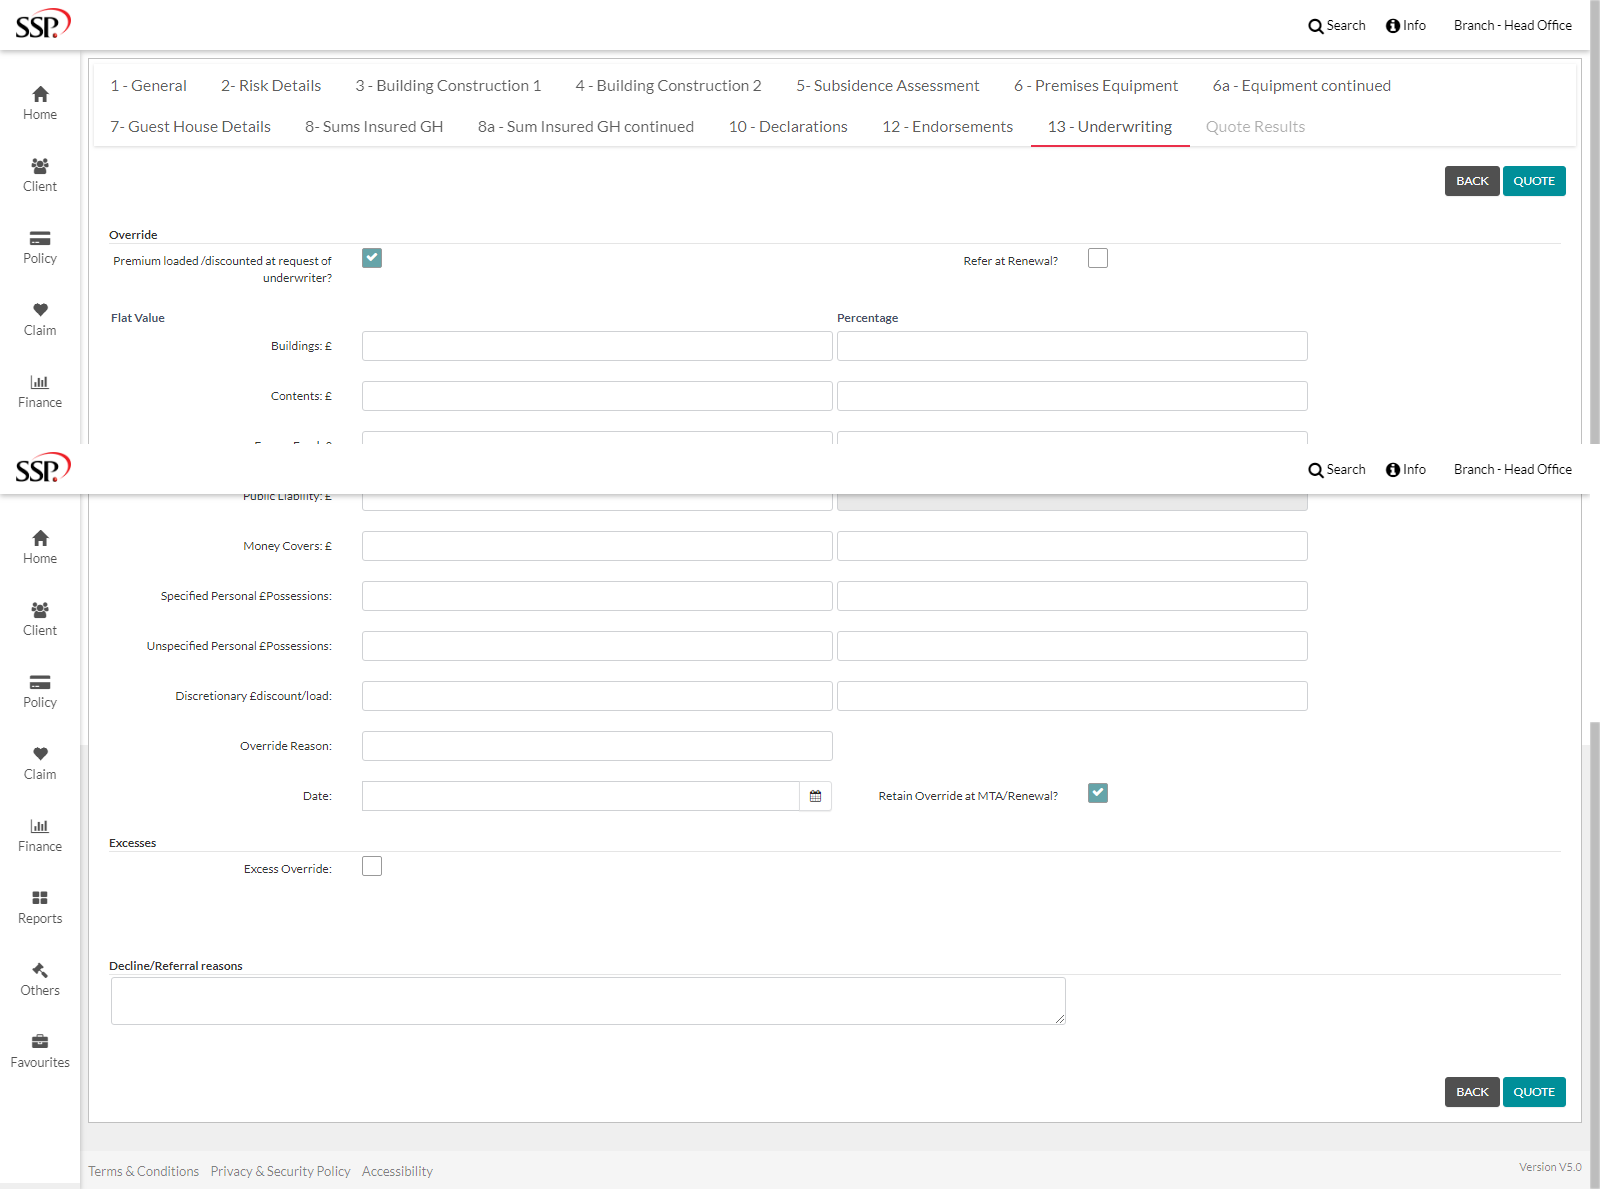 SSP.
Search Info Branch - Head Office
Home
Client
Policy
Claim
Finance
1 - General 2- Risk Details 3 - Building Construction 1 4 - Building Construction 2 5- Subsidence Assessment 6 - Premises Equipment 6a - Equipment continued
7- Guest House Details 8- Sums Insured GH 8a - Sum Insured GH continued 10 - Declarations 12 - Endorsements 13 - Underwriting Quote Results
BACK QUOTE
Override
Premium loaded /discounted at request of
underwriter?
Refer at Renewal?
Flat Value Percentage
Buildings: £
Contents: £
SSP.
Search Info Branch - Head Office
Home
Client
Policy
Claim
Finance
Reports
Others
Favourites
Public Liability: £
Money Covers: £
Specified Personal £Possessions:
Unspecified Personal £Possessions:
Discretionary £discount/load:
Override Reason:
Date: Retain Override at MTA/Renewal?
Excesses
Excess Override:
Decline/Referral reasons
BACK QUOTE
Terms & Conditions Privacy & Security Policy Accessibility Version V5.0